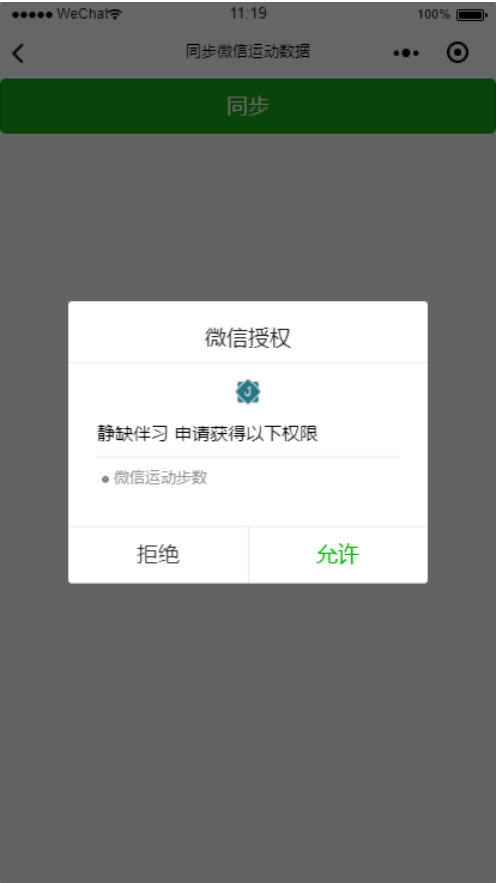 WeChat 11:19 100%
同步微信运动数据
同步
微信授权
J
静缺伴习 申请获得以下权限
微信运动步数
拒绝 允许